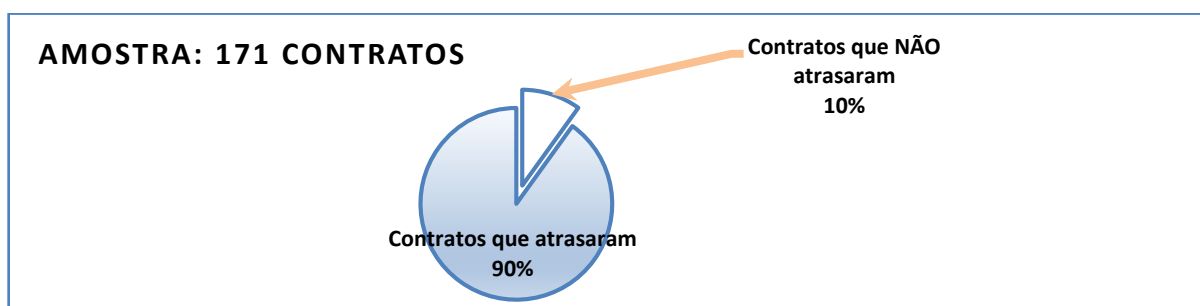 AMOSTRA: 171 CONTRATOS
Contratos que NÃO
atrasaram
10%
Contratos que atrasaram
90%